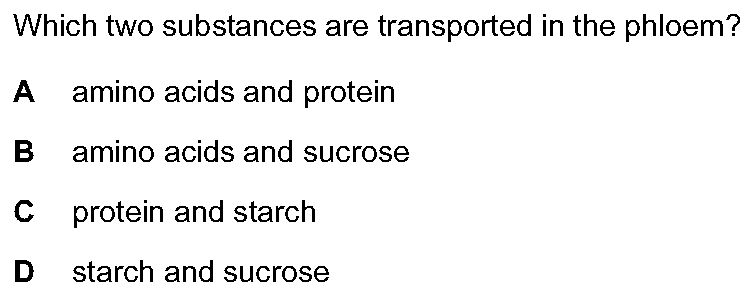 Which two substances are transported in the phloem?
A amino acids and protein
B amino acids and sucrose
C protein and starch
D starch and sucrose